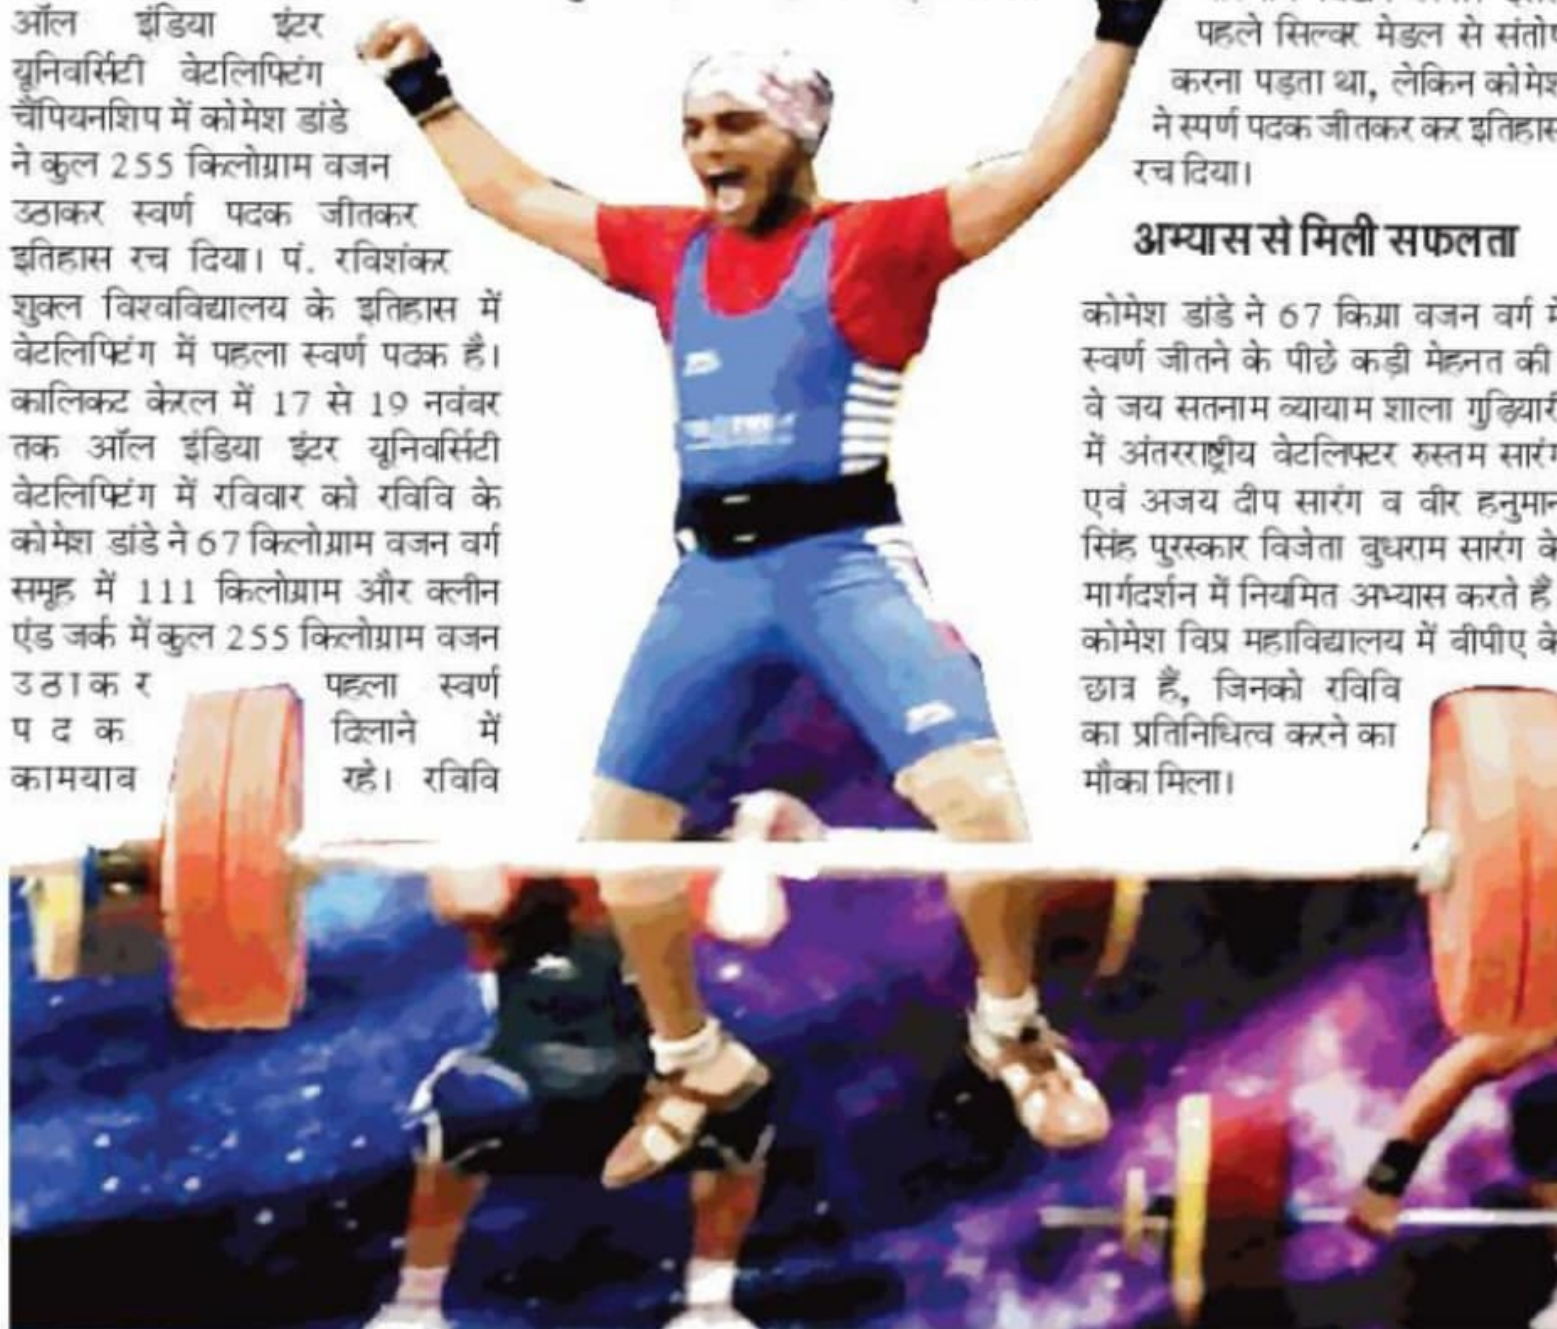 ऑल इंडिया इंटर
यूनिवर्सिटी वेटलिफ्टिंग
चैंपियनशिप में कोमेश डांडे
ने कुल 255 किलोग्राम वजन
उठाकर स्वर्ण पदक जीतकर
इतिहास रच दिया। पं. रविशंकर
शुक्ल विश्वविद्यालय के इतिहास में
वेटलिफ्टिंग में पहला स्वर्ण पदक है।
कालिकट केरल में 17 से 19 नवंबर
तक ऑल इंडिया इंटर यूनिवर्सिटी
वेटलिफ्टिंग में रविवार को रविवि के
कोमेश डांडे ने 67 किलोग्राम वजन वर्ग
समूह में 111 किलोग्राम और क्लीन
एंड जर्क में कुल 255 किलोग्राम वजन
उठाकर पहला स्वर्ण
पदक दिलाने में
कामयाब रहे। रविवि
पहले सिल्वर मेडल से संतोष
करना पड़ता था, लेकिन कोमेश
ने स्पर्ण पदक जीतकर कर इतिहास
रच दिया।
अभ्यास से मिली सफलता
कोमेश डांडे ने 67 किग्रा वजन वर्ग में
स्वर्ण जीतने के पीछे कड़ी मेहनत की
वे जय सतनाम व्यायाम शाला गुढ़ियारी
में अंतरराष्ट्रीय वेटलिफ्टर रुस्तम सारंग
एवं अजय दीप सारंग व वीर हनुमान
सिंह पुरस्कार विजेता बुधराम सारंग के
मार्गदर्शन में नियमित अभ्यास करते हैं
कोमेश विप्र महाविद्यालय में बीपीए के
छात्र हैं, जिनको रविवि
का प्रतिनिधित्व करने का
मौका मिला।